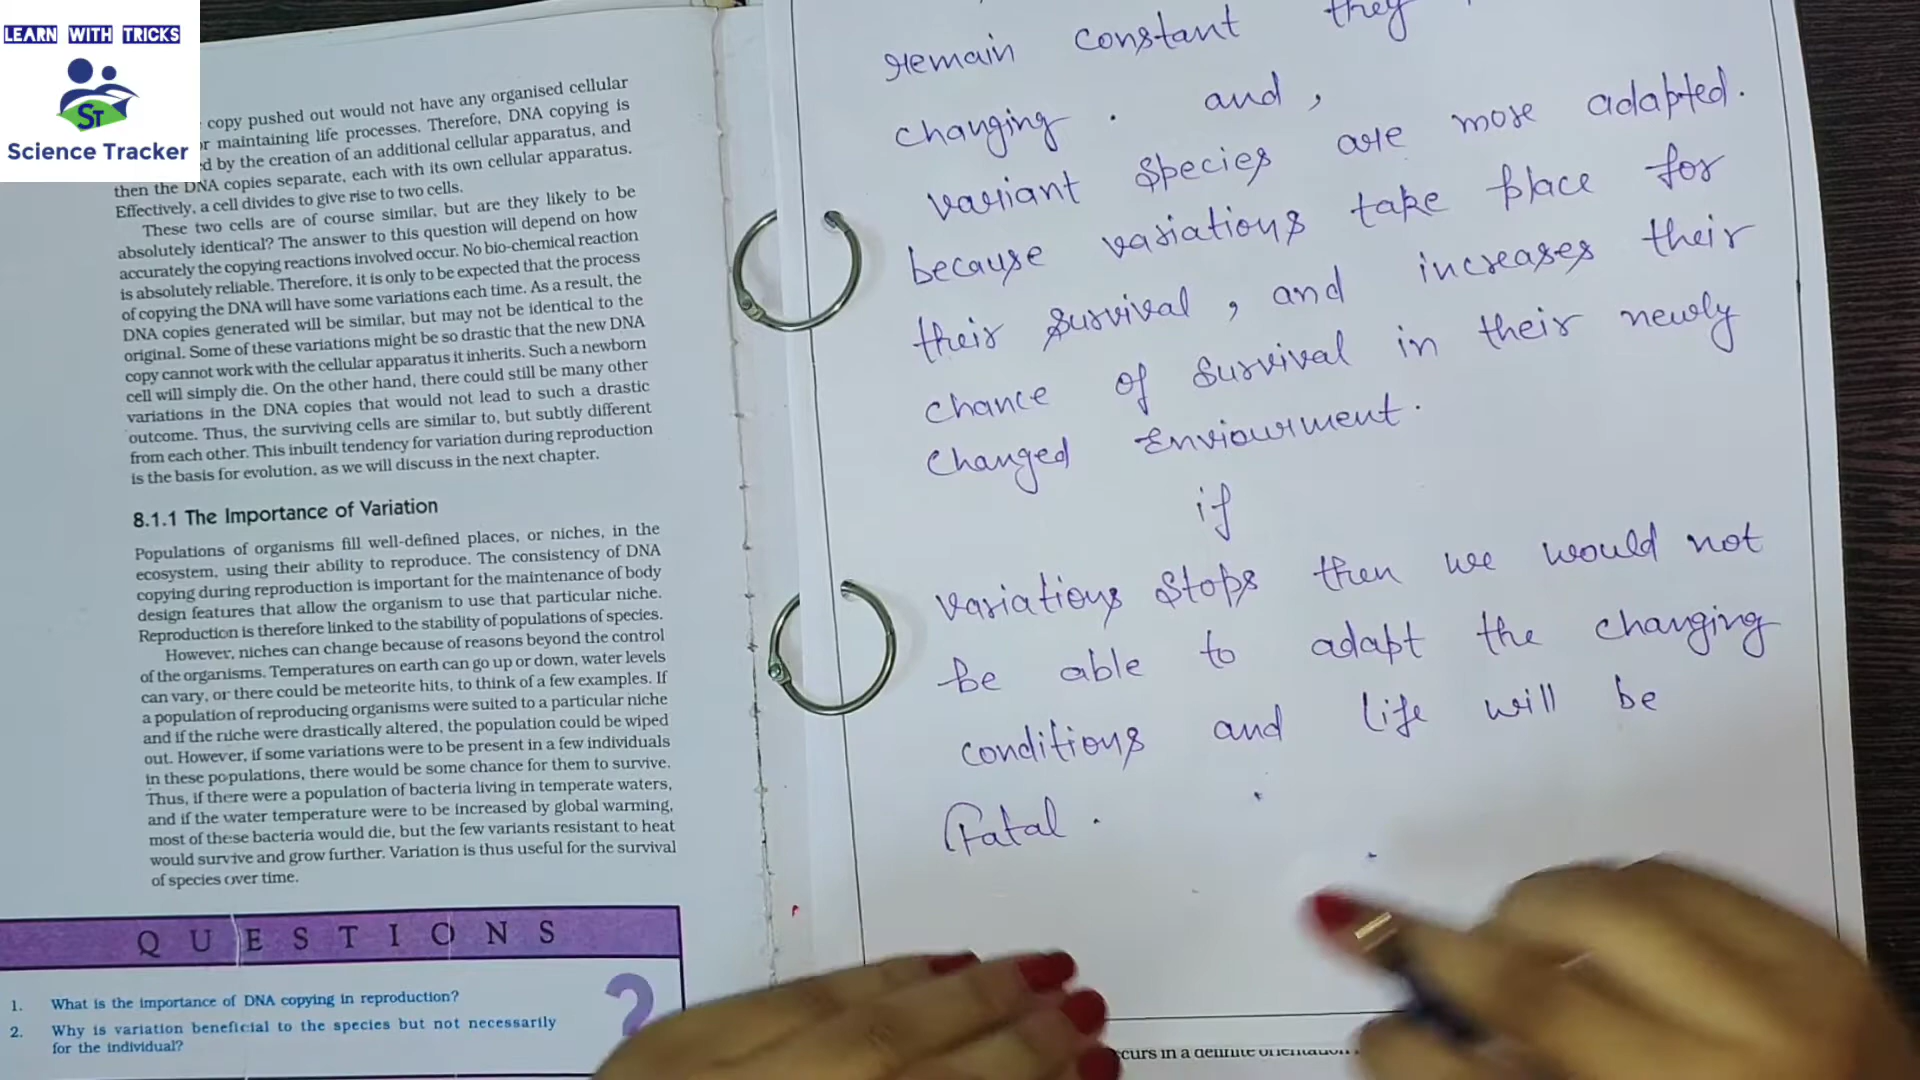 LEARN WITH TRICKS
ST
Science Tracker
copy pushed out would not have any organised cellular
maintaining life processes. Therefore, DNA copying is
by the creation of an additional cellular apparatus, and
then the DNA copies separate, each with its own cellular apparatus.
Effectively, a cell divides to give rise to two cells.
These two cells are of course similar, but are they likely to be
absolutely identical? The answer to this question will depend on how
accurately the copying reactions involved occur. No bio-chemical reaction
is absolutely reliable. Therefore, it is only to be expected that the process
of copying the DNA will have some variations each time. As a result, the
DNA copies generated will be similar, but may not be identical to the
original. Some of these variations might be so drastic that the new DNA
copy cannot work with the cellular apparatus it inherits. Such a newborn
cell will simply die. On the other hand, there could still be many other
variations in the DNA copies that would not lead to such a drastic
outcome. Thus, the surviving cells are similar to, but subtly different
from each other. This inbuilt tendency for variation during reproduction
is the basis for evolution, as we will discuss in the next chapter.
8.1.1 The Importance of Variation
Populations of organisms fill well-defined places, or niches, in the
ecosystem, using their ability to reproduce. The consistency of DNA
copying during reproduction is important for the maintenance of body
design features that allow the organism to use that particular niche.
Reproduction is therefore linked to the stability of populations of species.
However, niches can change because of reasons beyond the control
of the organisms. Temperatures on earth can go up or down, water levels
can vary, or there could be meteorite hits, to think of a few examples. If
a population of reproducing organisms were suited to a particular niche
and if the niche were drastically altered, the population could be wiped
out. However, if some variations were to be present in a few individuals
in these populations, there would be some chance for them to survive.
Thus, if there were a population of bacteria living in temperate waters,
and if the water temperature were to be increased by global warming,
most of these bacteria would die, but the few variants resistant to heat
would survive and grow further. Variation is thus useful for the survival
of species over time.
QUESTIONS
?
1. What is the importance of DNA copying in reproduction?
2. Why is variation beneficial to the species but not necessarily
for the individual?
remain constant they
changing . and ,
variant species are more adapted.
because variations take place for
their survival , and increases their
chance of survival in their newly
changed Enviourment.
if
variations stops then we would not
be able to adapt the changing
conditions and life will be
fatal .
curs in a definite orientation